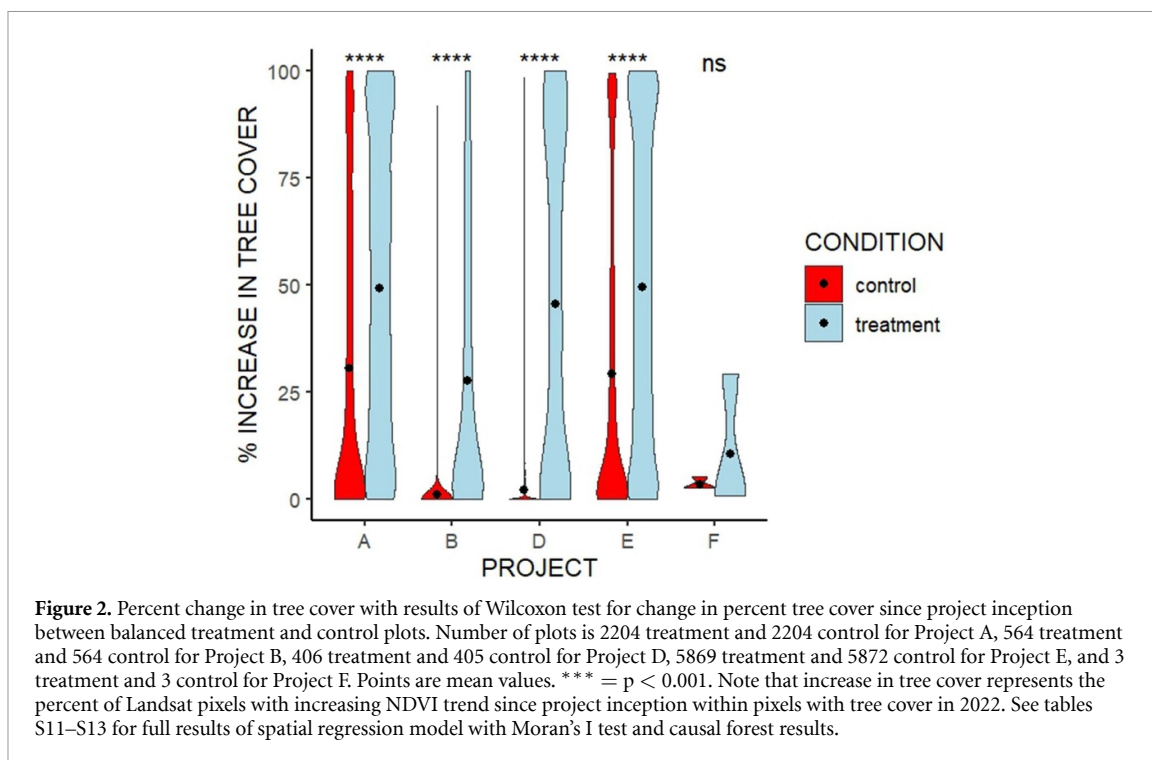 **** **** **** **** ns
100
75
50
25
0
% INCREASE IN TREE COVER
A B D E F
PROJECT
CONDITION
control
treatment
Figure 2. Percent change in tree cover with results of Wilcoxon test for change in percent tree cover since project inception
between balanced treatment and control plots. Number of plots is 2204 treatment and 2204 control for Project A, 564 treatment
and 564 control for Project B, 406 treatment and 405 control for Project D, 5869 treatment and 5872 control for Project E, and 3
treatment and 3 control for Project F. Points are mean values. *** = p < 0.001. Note that increase in tree cover represents the
percent of Landsat pixels with increasing NDVI trend since project inception within pixels with tree cover in 2022. See tables
S11–S13 for full results of spatial regression model with Moran's I test and causal forest results.